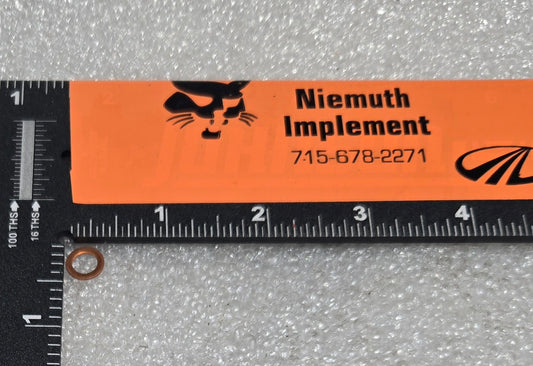 1 Niemuth
Implement
715-678-2271
100 THS 16 THS
1 2 3 4
1